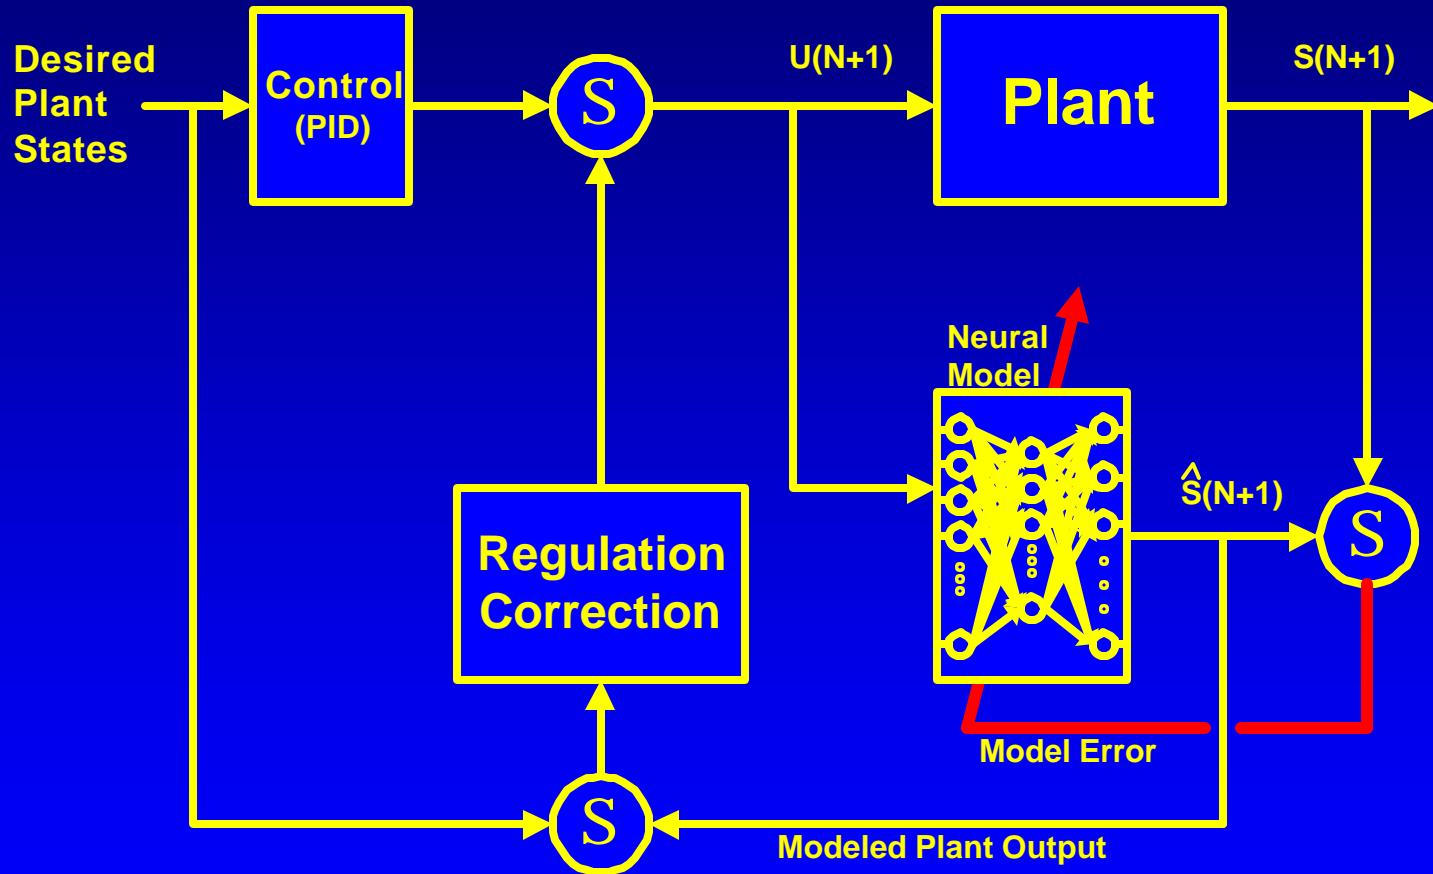 Desired
Plant
States
Control
(PID)
S
U(N+1)
Plant
S(N+1)
Neural
Model
Regulation
Correction
Ŝ(N+1)
S
Model Error
S
Modeled Plant Output